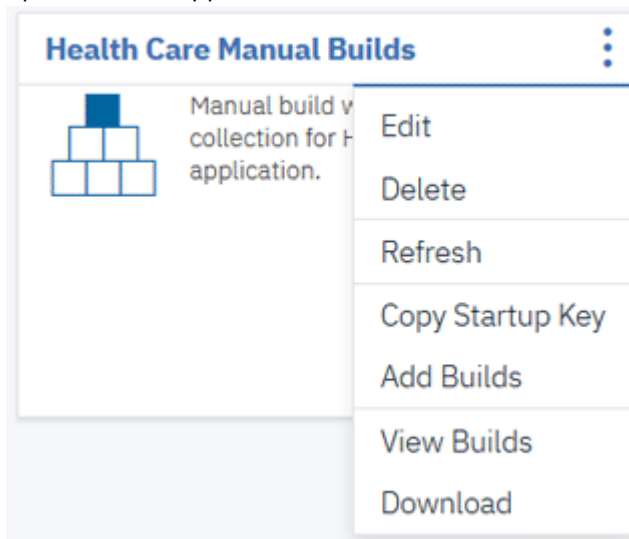 Health Care Manual Builds
Manual build
collection for
application.
Edit
Delete
Refresh
Copy Startup Key
Add Builds
View Builds
Download